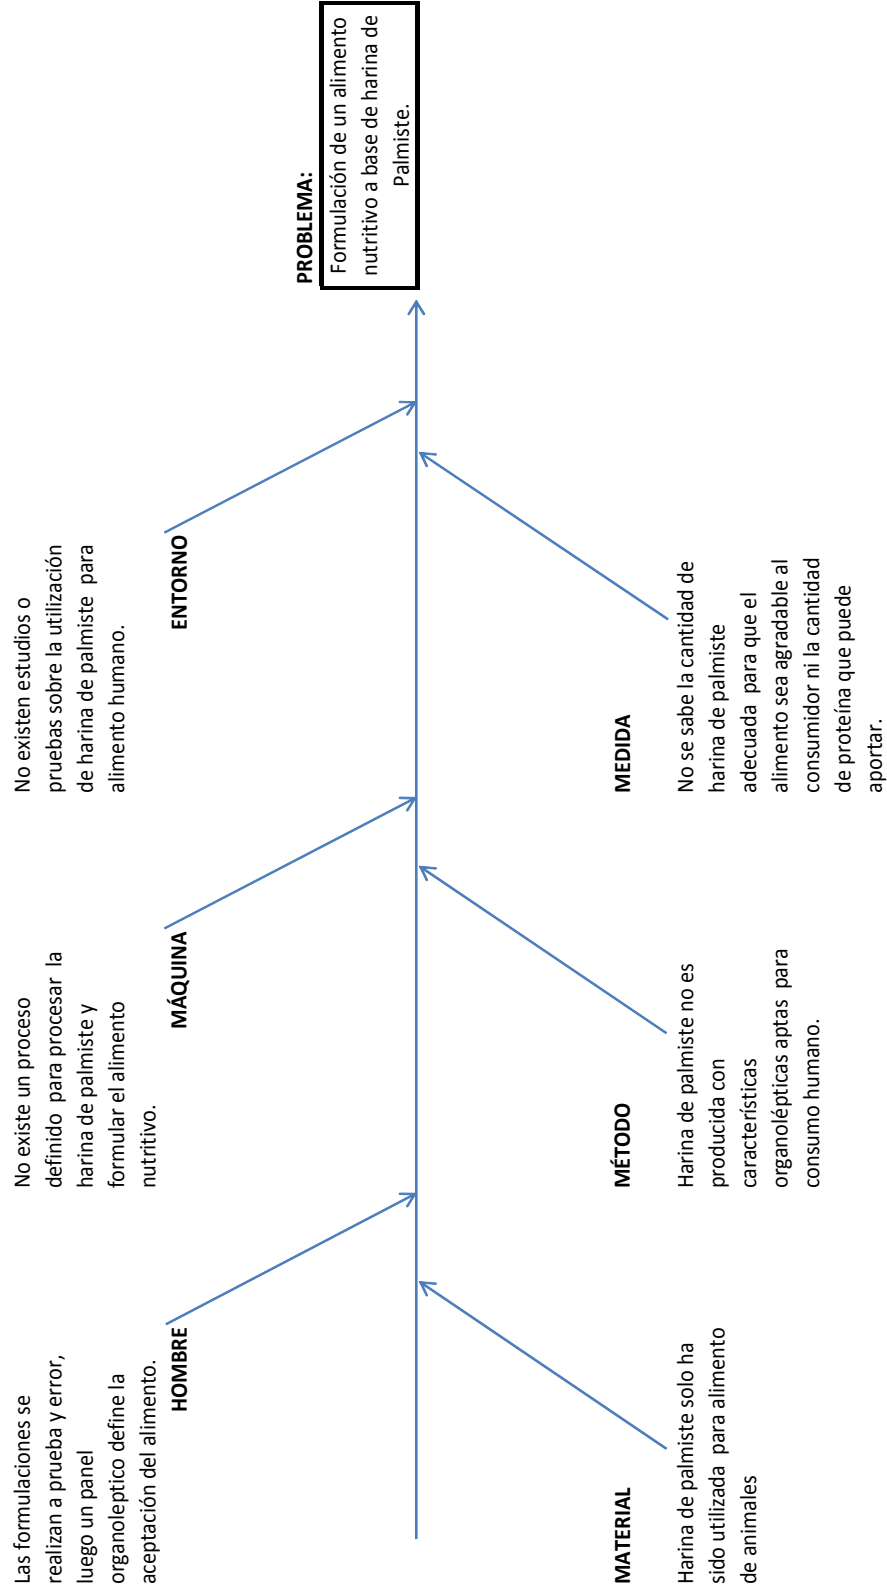 Las formulaciones se
realizan a prueba y error,
luego un panel
organoleptico define la
aceptación del alimento.
HOMBRE
No existe un proceso
definido para procesar la
harina de palmiste y
formular el alimento
nutritivo.
MÁQUINA
No existen estudios o
pruebas sobre la utilización
de harina de palmiste para
alimento humano.
ENTORNO
PROBLEMA:
Formulación de un alimento
nutritivo a base de harina de
Palmiste.
MATERIAL
Harina de palmiste solo ha
sido utilizada para alimento
de animales
MÉTODO
Harina de palmiste no es
producida con
características
organolépticas aptas para
consumo humano.
MEDIDA
No se sabe la cantidad de
harina de palmiste
adecuada para que el
alimento sea agradable al
consumidor ni la cantidad
de proteína que puede
aportar.